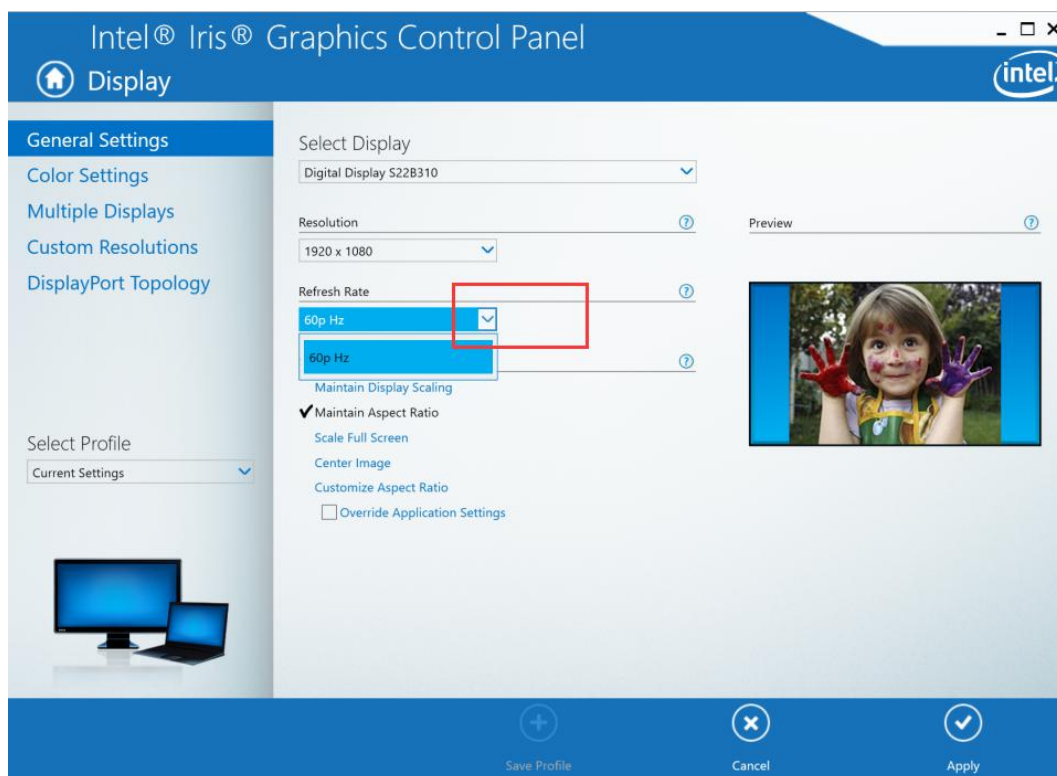 Intel® Iris® Graphics Control Panel
Display
intel
General Settings
Color Settings
Multiple Displays
Custom Resolutions
DisplayPort Topology
Select Profile
Current Settings
Select Display
Digital Display S22B310
Resolution
1920 x 1080
Refresh Rate
60p Hz
60p Hz
Maintain Display Scaling
Maintain Aspect Ratio
Scale Full Screen
Center Image
Customize Aspect Ratio
Override Application Settings
Preview
Save Profile
Cancel
Apply